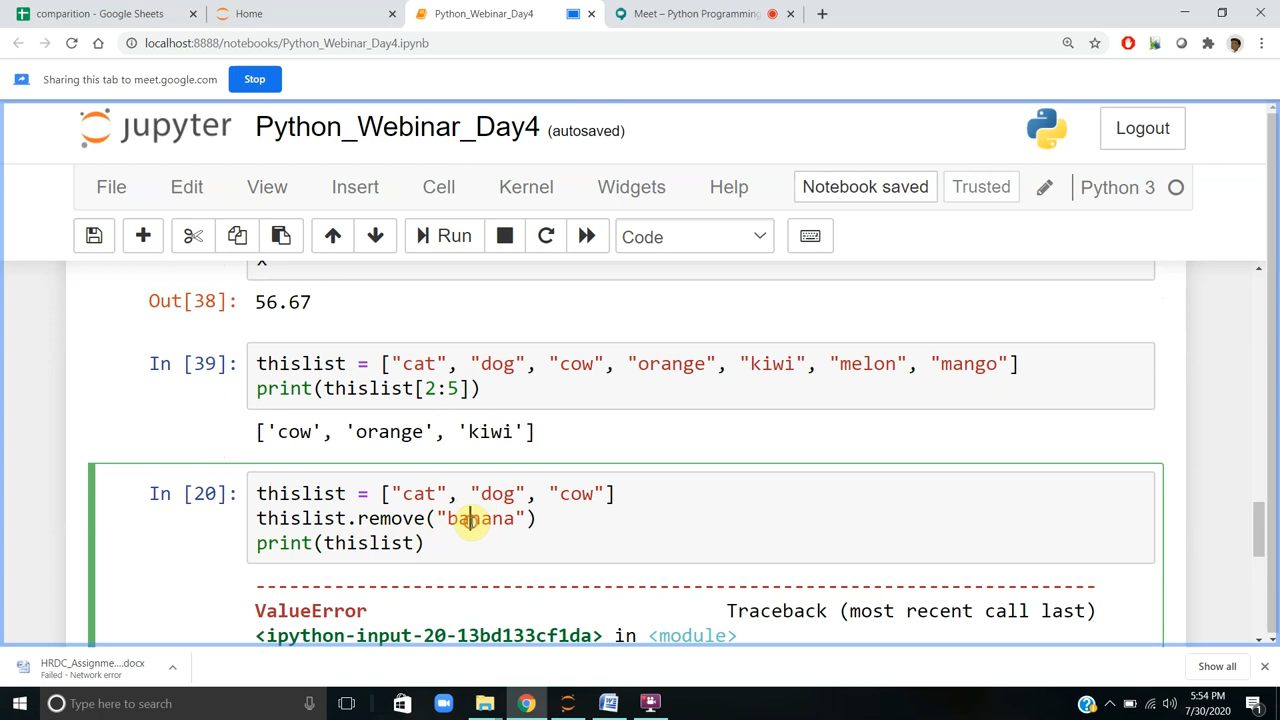 comparition - Google Sheets
Home
Python_Webinar_Day4
Meet – Python Programming
localhost:8888/notebooks/Python_Webinar_Day4.ipynb
Sharing this tab to meet.google.com
Stop
jupyter Python_Webinar_Day4 (autosaved)
Logout
File Edit View Insert Cell Kernel Widgets Help
Notebook saved
Trusted
Python 3
Run
Code
x
Out[38]: 56.67
In [39]: thislist = ["cat", "dog", "cow", "orange", "kiwi", "melon", "mango"]
print(thislist[2:5])
['cow', 'orange', 'kiwi']
In [20]: thislist = ["cat", "dog", "cow"]
thislist.remove("banana")
print(thislist)
---------------------------------------------------------------------------
ValueError                                Traceback (most recent call last)
<ipython-input-20-13bd133cf1da> in <module>
HRDC_Assignme....docx
Failed - Network error
Show all
Type here to search
5:54 PM
7/30/2020